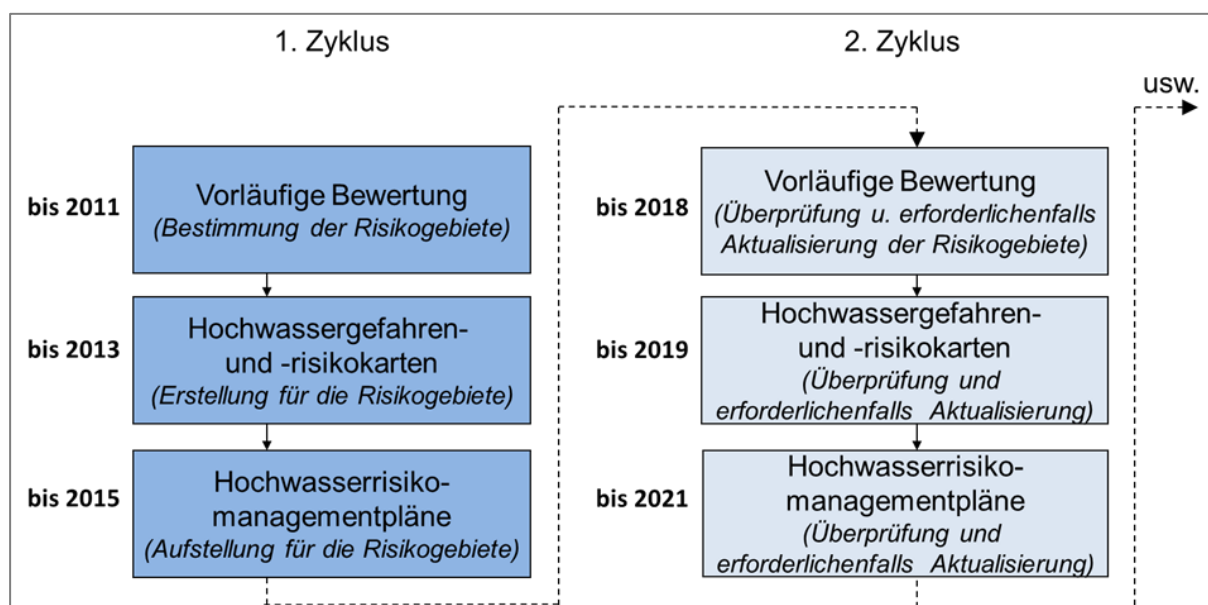 1. Zyklus
bis 2011
Vorläufige Bewertung
(Bestimmung der Risikogebiete)
bis 2013
Hochwassergefahren-
und -risikokarten
(Erstellung für die Risikogebiete)
bis 2015
Hochwasserrisiko-
managementpläne
(Aufstellung für die Risikogebiete)
2. Zyklus
usw.
bis 2018
Vorläufige Bewertung
(Überprüfung u. erforderlichenfalls
Aktualisierung der Risikogebiete)
bis 2019
Hochwassergefahren-
und -risikokarten
(Überprüfung und
erforderlichenfalls Aktualisierung)
bis 2021
Hochwasserrisiko-
managementpläne
(Überprüfung und
erforderlichenfalls Aktualisierung)